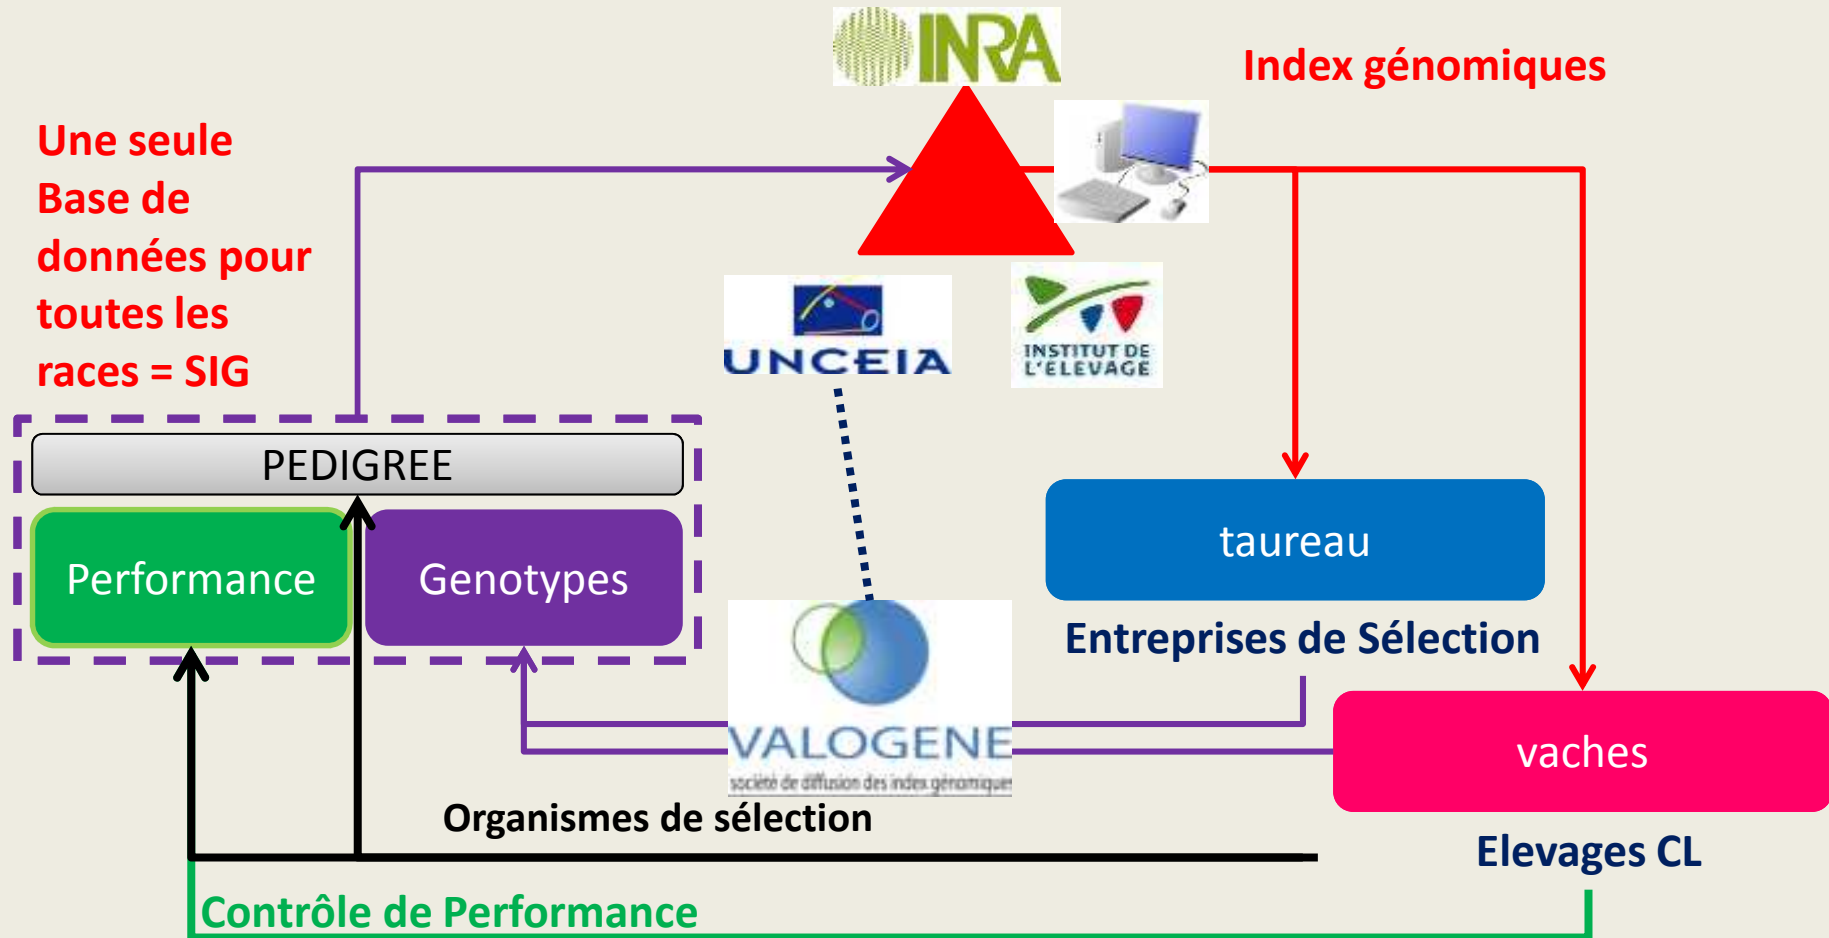 INRA
Index génomiques
Une seule
Base de
données pour
toutes les
races = SIG
UNCEIA
INSTITUT DE
L'ELEVAGE
PEDIGREE
Performance
Genotypes
taureau
Entreprises de Sélection
VALOGENE
société de diffusion des index génomiques
vaches
Organismes de sélection
Elevages CL
Contrôle de Performance